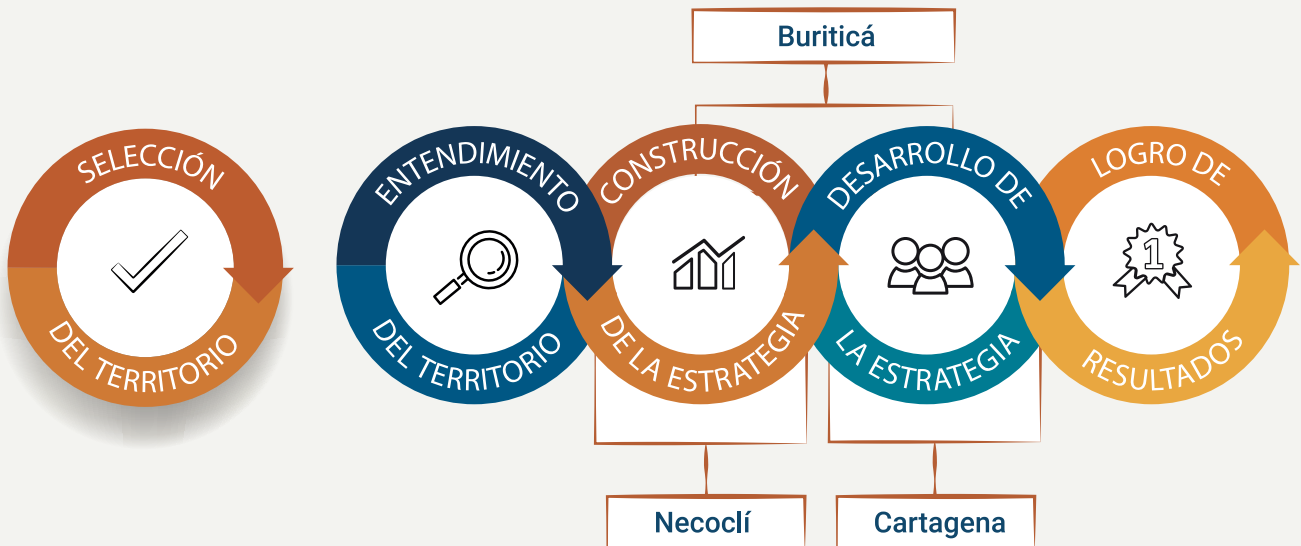 Buriticá
SELECCIÓN
DEL TERRITORIO
ENTENDIMIENTO
DEL TERRITORIO
CONSTRUCCIÓN
DE LA ESTRATEGIA
DESARROLLO DE
LA ESTRATEGIA
LOGRO DE
RESULTADOS
1
Necoclí
Cartagena